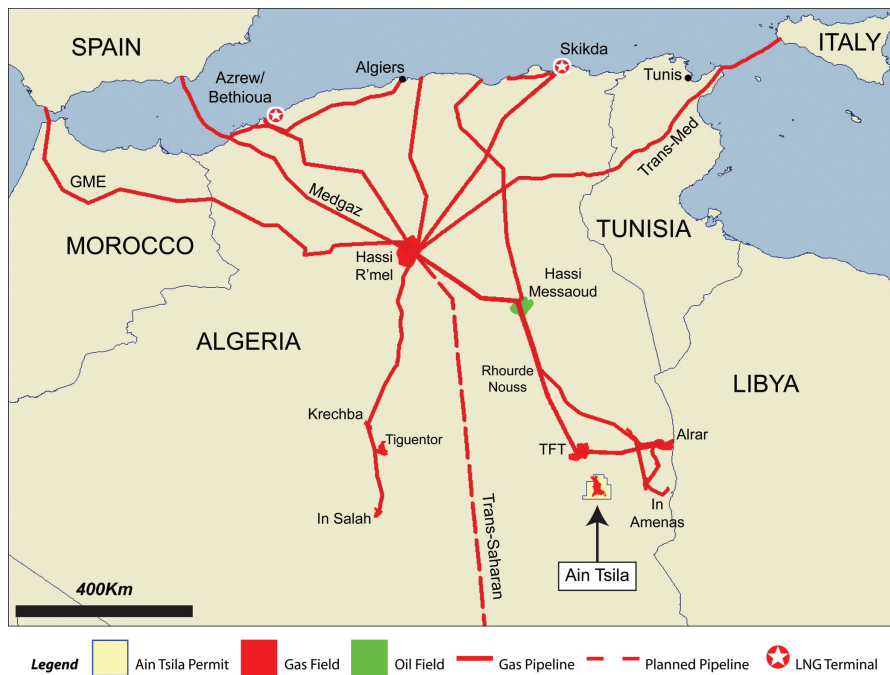 SPAIN
ITALY
Skikda
Azrew/
Bethioua
Algiers
Tunis
Trans-Med
GME
Medgaz
MOROCCO
TUNISIA
Hassi
R'mel
Hassi
Messaoud
ALGERIA
Rhourde
Nouss
LIBYA
Krechba
Tiguentor
Alrar
TFT
In Salah
In
Amenas
Trans-Saharan
Ain Tsila
400Km
Legend Ain Tsila Permit Gas Field Oil Field Gas Pipeline Planned Pipeline LNG Terminal